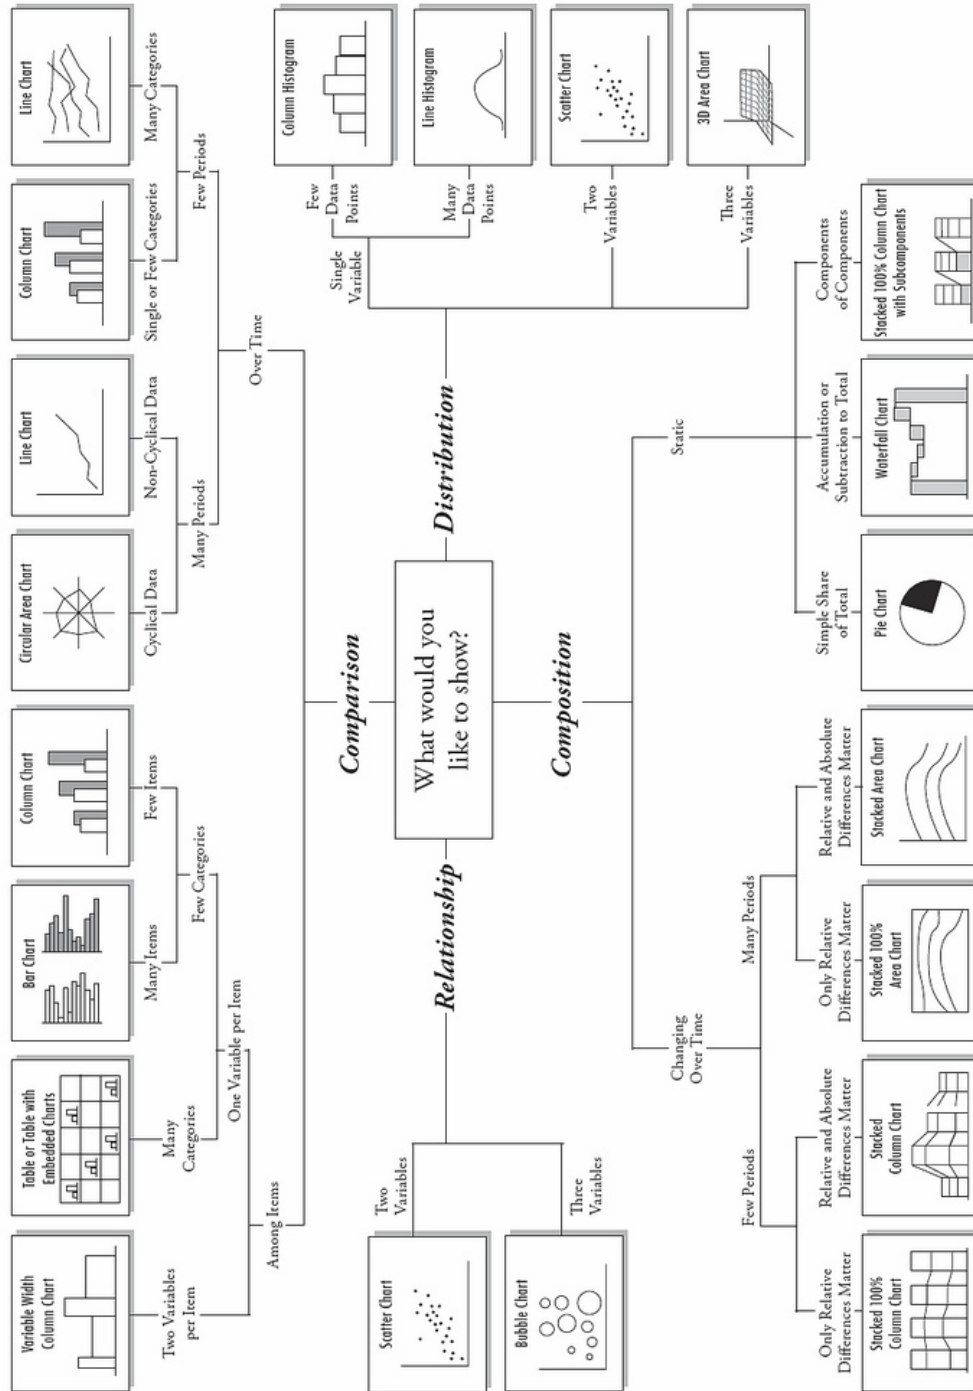 Variable Width
Column Chart
Table or Table with
Embedded Charts
Bar Chart
Column Chart
Circular Area Chart
Line Chart
Column Chart
Line Chart
Two Variables
per Item
Many
Categories
Many Items
Few Items
Cyclical Data
Non-Cyclical Data
Single or Few Categories
Many Categories
Few Categories
Many Periods
Few Periods
One Variable per Item
Among Items
Over Time
Comparison
What would you
like to show?
Relationship
Two
Variables
Scatter Chart
Three
Variables
Bubble Chart
Distribution
Single
Variable
Few
Data
Points
Column Histogram
Many
Data
Points
Line Histogram
Two
Variables
Scatter Chart
Three
Variables
3D Area Chart
Composition
Changing
Over Time
Static
Few Periods
Many Periods
Only Relative
Differences Matter
Relative and Absolute
Differences Matter
Only Relative
Differences Matter
Relative and Absolute
Differences Matter
Simple Share
of Total
Accumulation or
Subtraction to Total
Components
of Components
Stacked 100%
Column Chart
Stacked
Column Chart
Stacked 100%
Area Chart
Stacked Area Chart
Pie Chart
Waterfall Chart
Stacked 100% Column Chart
with Subcomponents